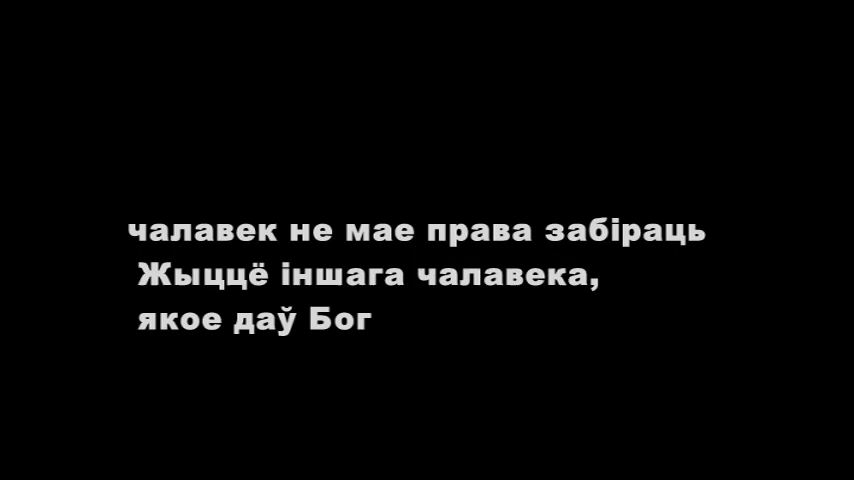 чалавек не мае права забіраць
Жыццё іншага чалавека,
якое даў Бог